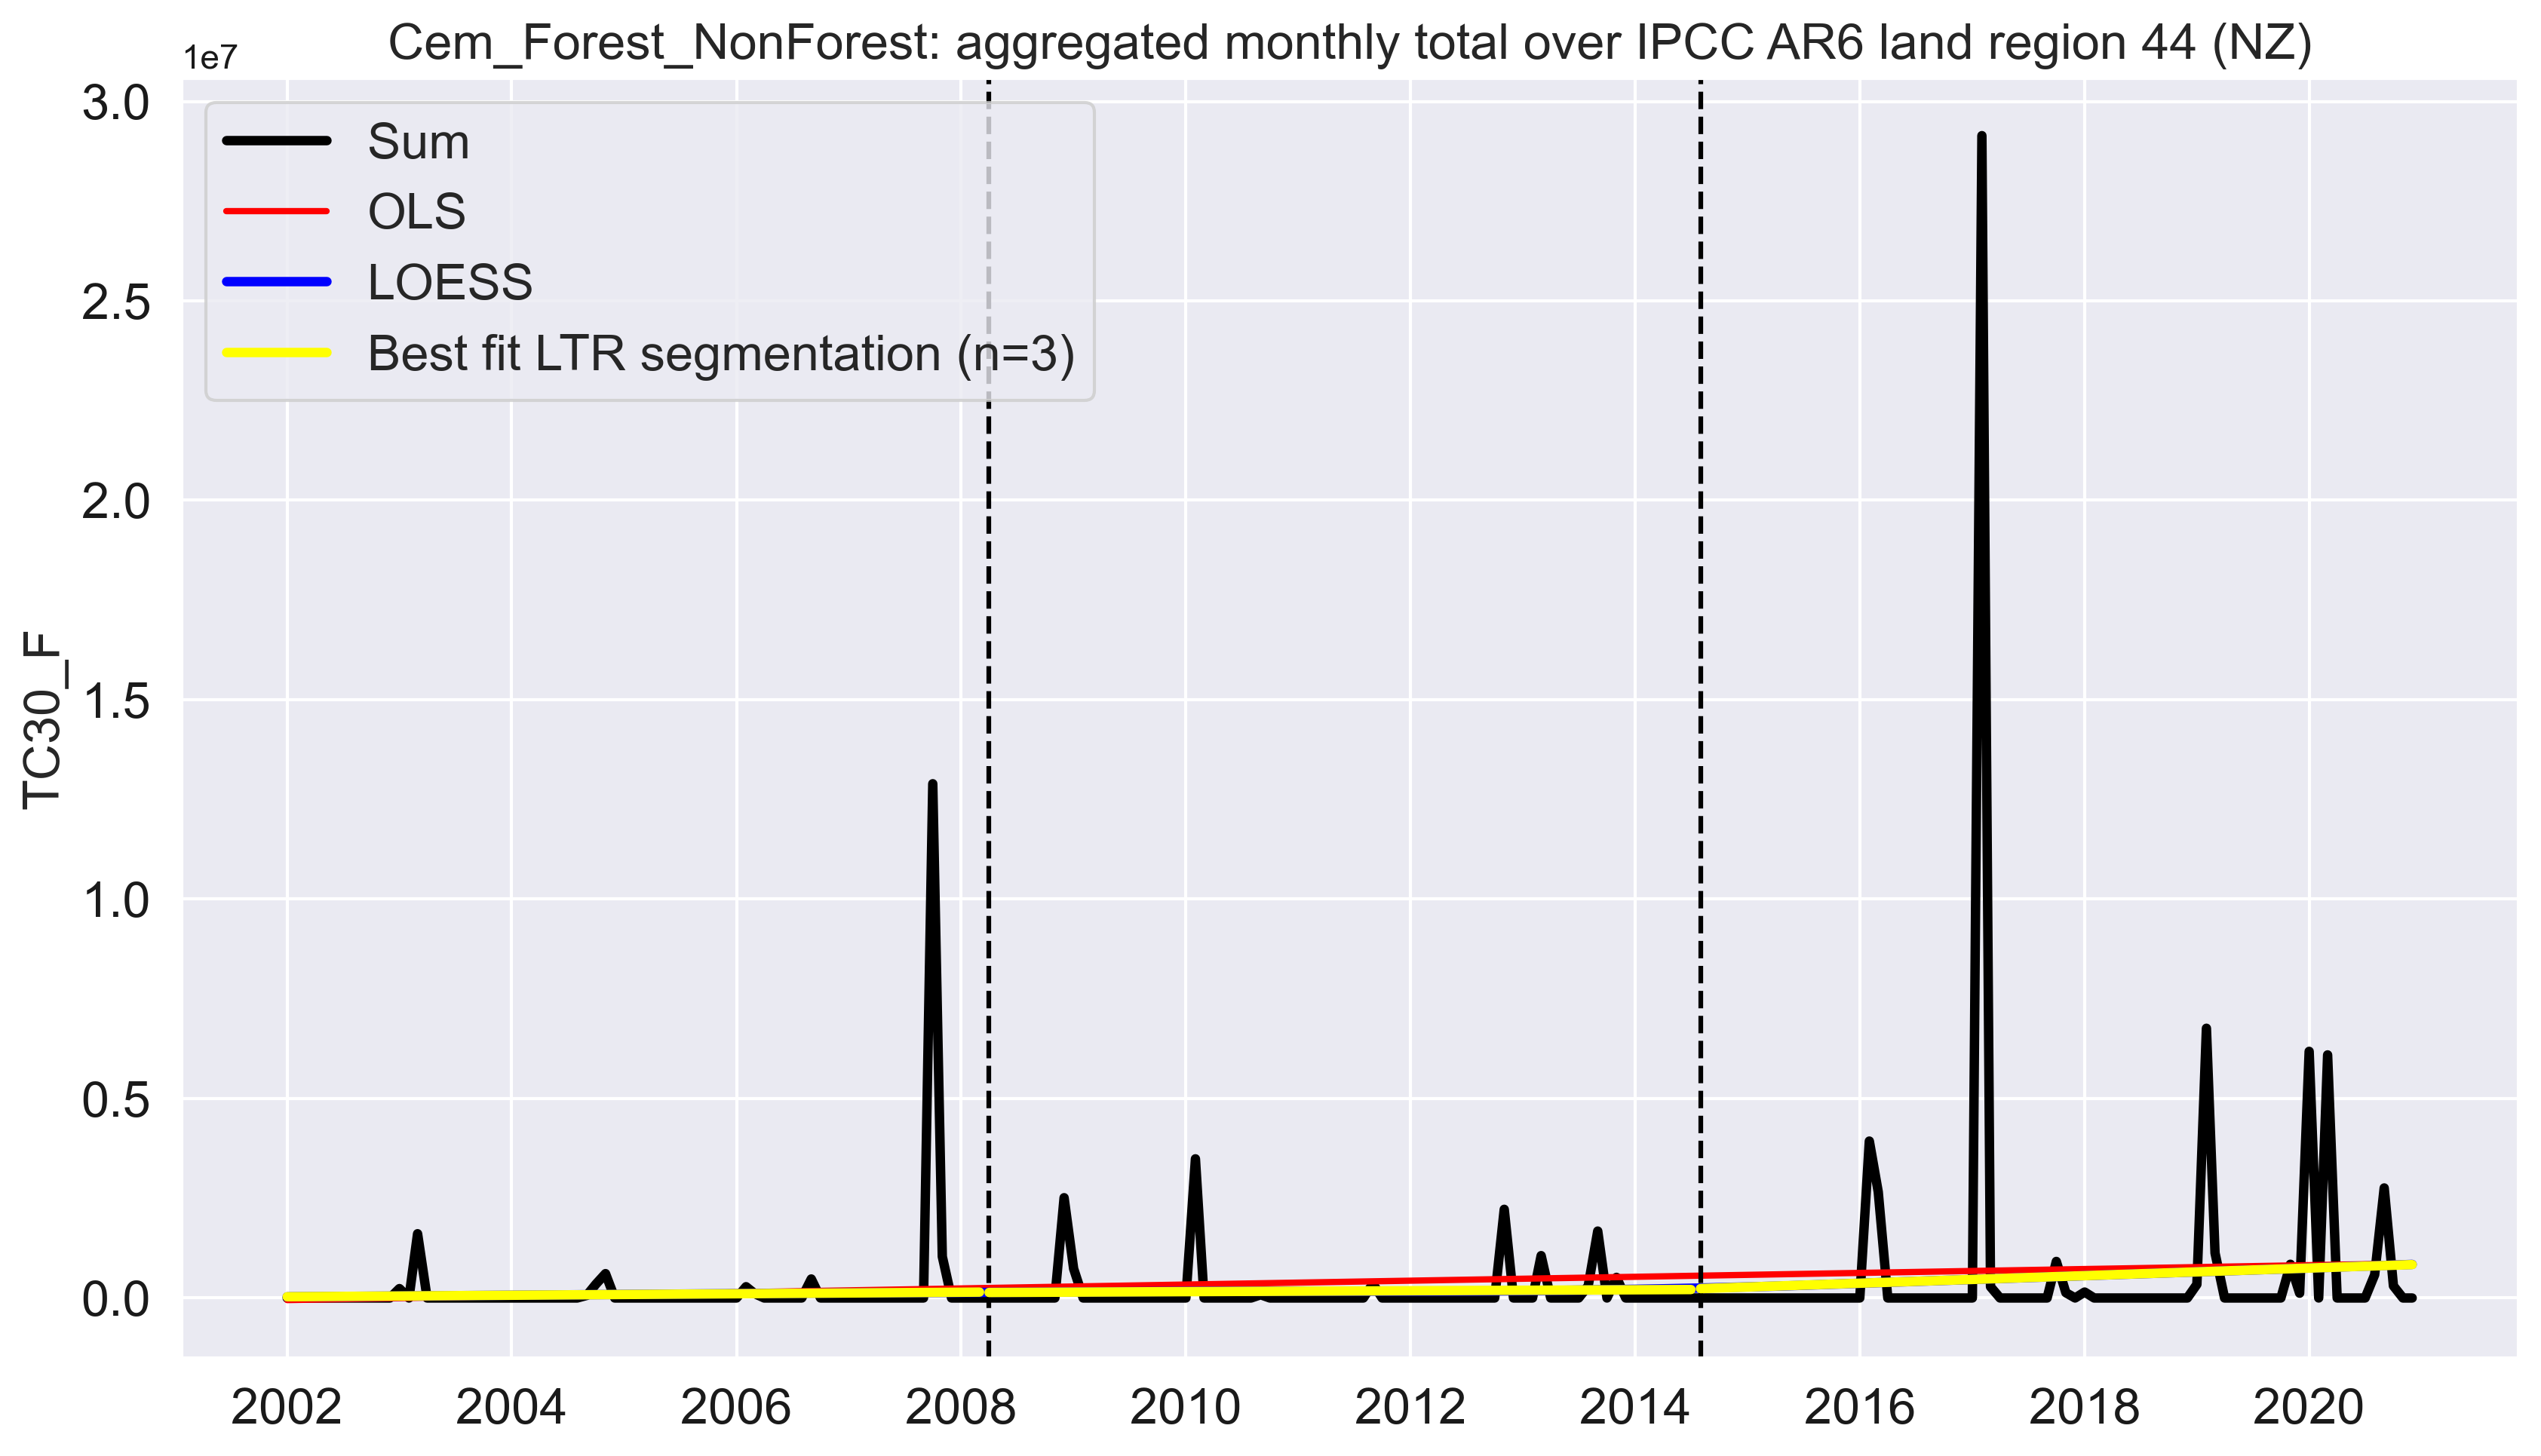 Cem_Forest_NonForest: aggregated monthly total over IPCC AR6 land region 44 (NZ)
1e7
3.0
2.5
2.0
1.5
1.0
0.5
0.0
TC30_F
Sum
OLS
LOESS
Best fit LTR segmentation (n=3)
2002 2004 2006 2008 2010 2012 2014 2016 2018 2020